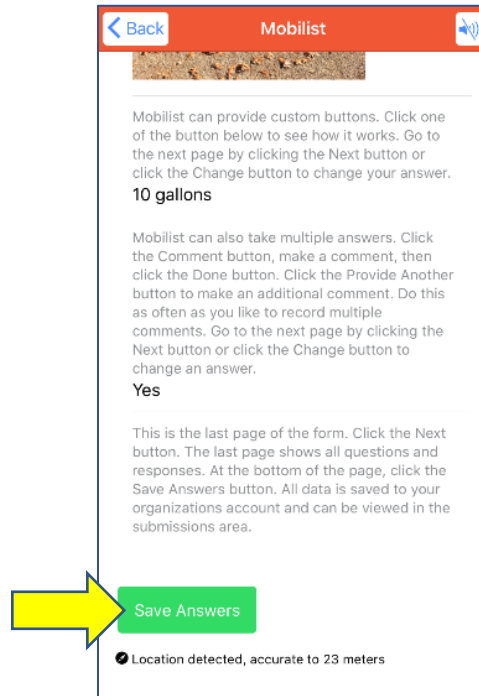 Back
Mobilist
Mobilist can provide custom buttons. Click one
of the button below to see how it works. Go to
the next page by clicking the Next button or
click the Change button to change your answer.
10 gallons
Mobilist can also take multiple answers. Click
the Comment button, make a comment, then
click the Done button. Click the Provide Another
button to make an additional comment. Do this
as often as you like to record multiple
comments. Go to the next page by clicking the
Next button or click the Change button to
change an answer.
Yes
This is the last page of the form. Click the Next
button. The last page shows all questions and
responses. At the bottom of the page, click the
Save Answers button. All data is saved to your
organizations account and can be viewed in the
submissions area.
Save Answers
Location detected, accurate to 23 meters